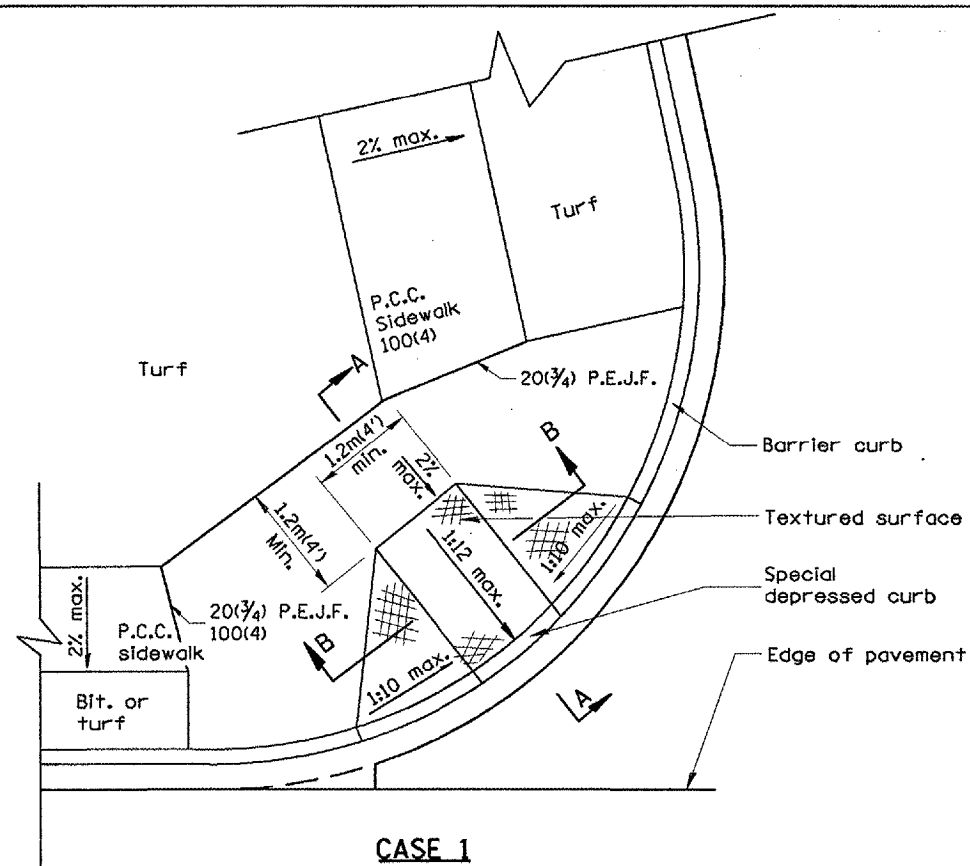 2% max.
Turf
P.C.C.
Sidewalk
100(4)
Turf
A
20(3/4) P.E.J.F.
1.2m(4')
min.
2%
max.
B
Barrier curb
1.2m(4')
Min.
1:12 max.
1:10 max.
Textured surface
Special
depressed curb
2% max.
P.C.C.
sidewalk
20(3/4) P.E.J.F.
100(4)
B
1:10 max.
A
Edge of pavement
Bit. or
turf
CASE 1